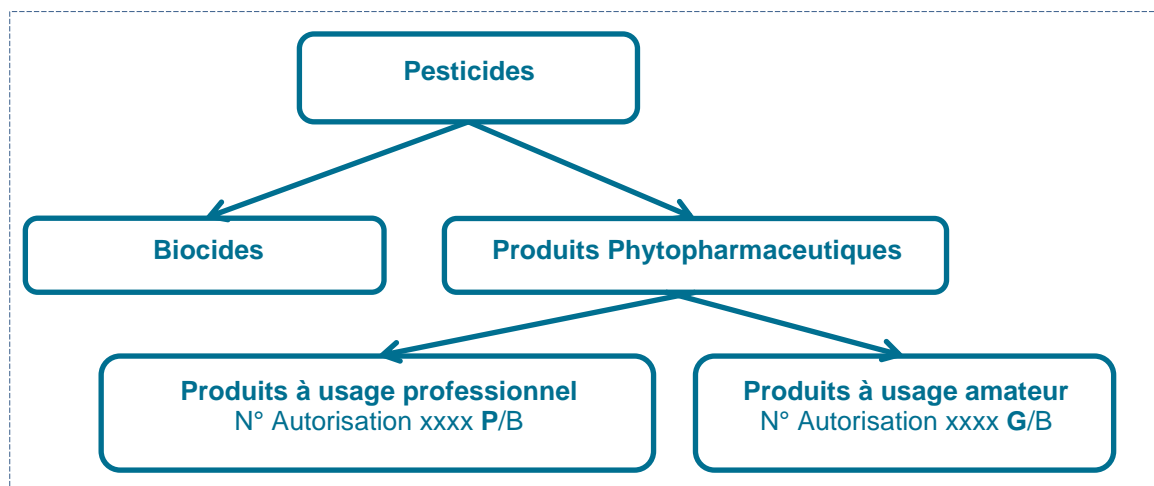 Pesticides
Biocides
Produits Phytopharmaceutiques
Produits à usage professionnel
N° Autorisation xxxx P/B
Produits à usage amateur
N° Autorisation xxxx G/B